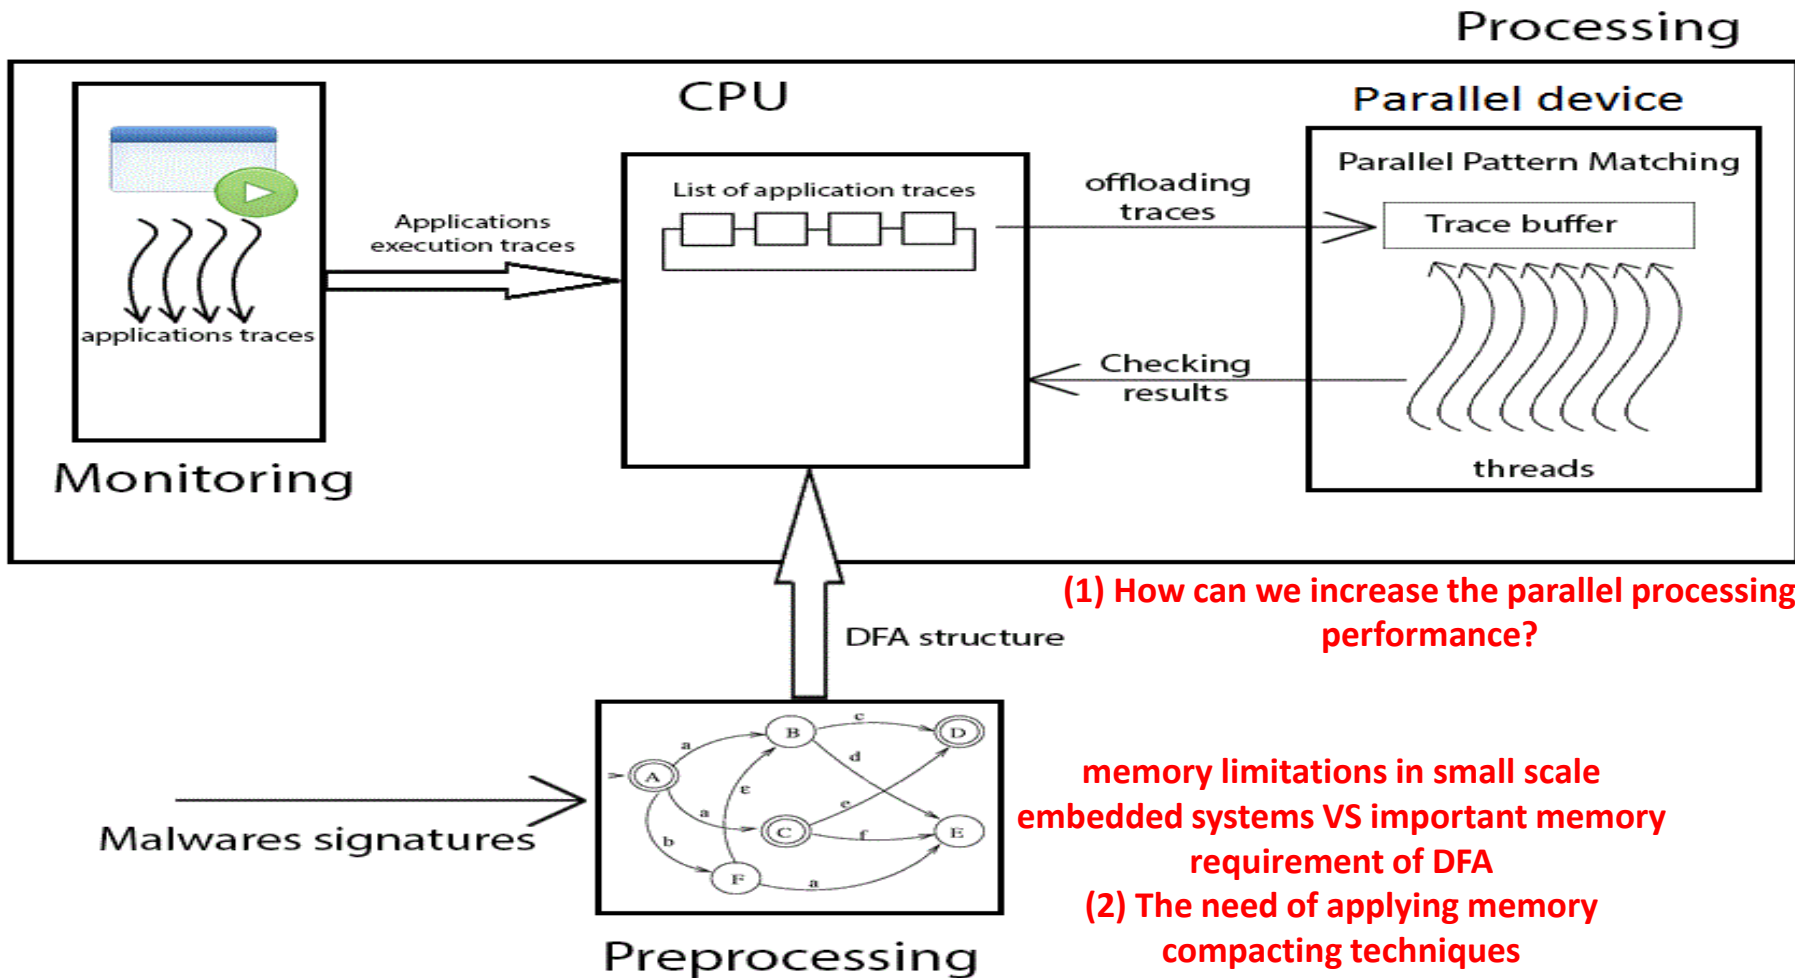 Processing
CPU
Parallel device
Parallel Pattern Matching
List of application traces
offloading
traces
Trace buffer
Applications
execution traces
applications traces
Checking
results
threads
Monitoring
(1) How can we increase the parallel processing
performance?
DFA structure
a
B
c
D
A
d
ε
a
e
C
f
E
b
F
a
memory limitations in small scale
embedded systems VS important memory
requirement of DFA
Malwares signatures
(2) The need of applying memory
compacting techniques
Preprocessing